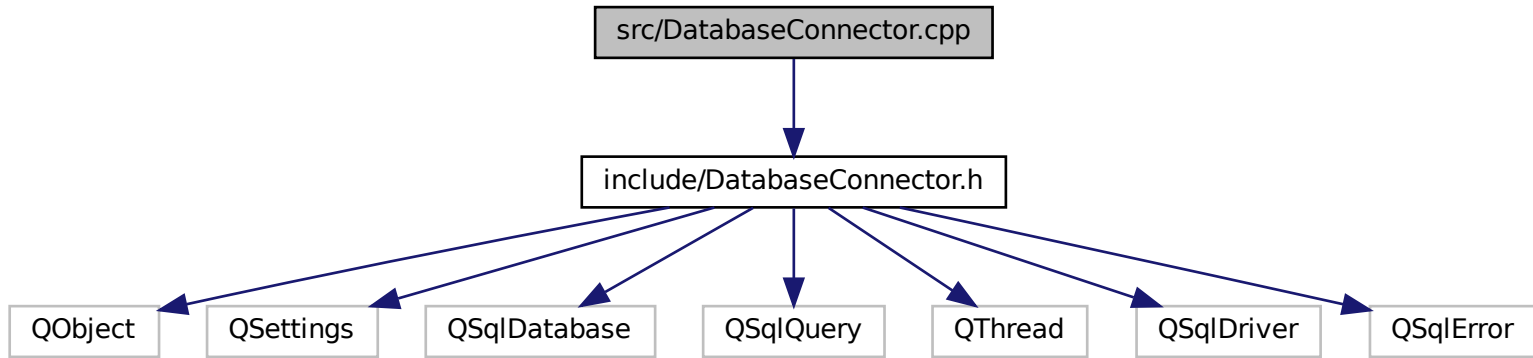 src/DatabaseConnector.cpp
include/DatabaseConnector.h
QObject
QSettings
QSqlDatabase
QSqlQuery
QThread
QSqlDriver
QSqlError